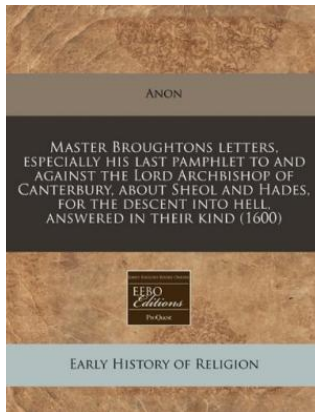 Anon
Master Broughtons letters,
especially his last pamphlet to and
against the Lord Archbishop of
Canterbury, about Sheol and Hades,
for the descent into hell,
answered in their kind (1600)
EEBO
Editions
ProQuest
Early History of Religion